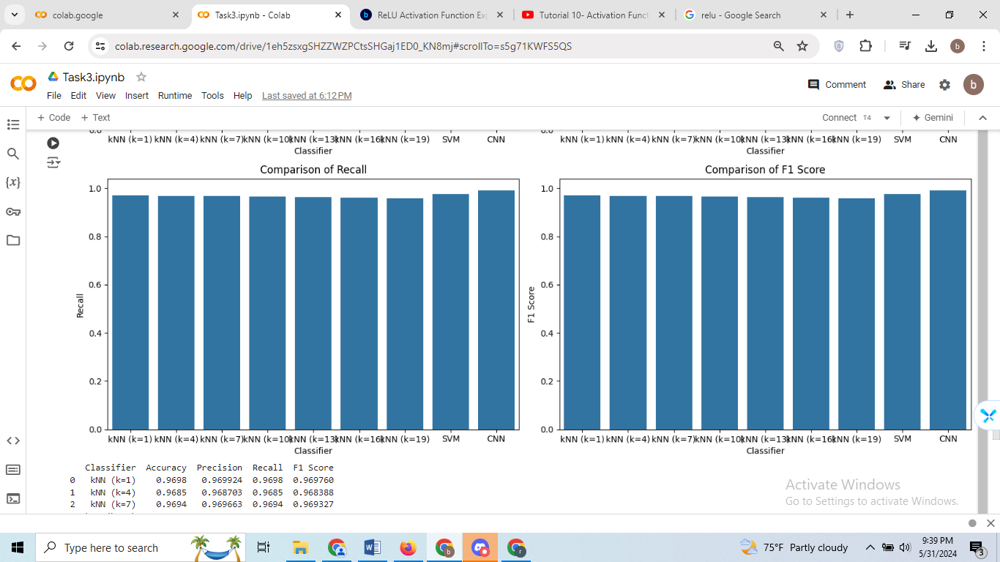 colab.google
Task3.ipynb - Colab
ReLU Activation Function Ex
Tutorial 10- Activation Funct
relu - Google Search
colab.research.google.com/drive/1eh5zsxgSHZZWZPCtsSHGaj1ED0_KN8mj#scrollTo=s5g71KWFS5QS
b
Task3.ipynb
Comment
Share
b
File Edit View Insert Runtime Tools Help Last saved at 6:12 PM
+ Code + Text
Connect T4
Gemini
0.0
kNN (k=1) kNN (k=4) kNN (k=7) kNN (k=10) kNN (k=13) kNN (k=16) kNN (k=19) SVM CNN
Classifier
0.0
kNN (k=1) kNN (k=4) kNN (k=7) kNN (k=10) kNN (k=13) kNN (k=16) kNN (k=19) SVM CNN
Classifier
Comparison of Recall
1.0
0.8
0.6
0.4
0.2
0.0
Recall
kNN (k=1) kNN (k=4) kNN (k=7) kNN (k=10) kNN (k=13) kNN (k=16) kNN (k=19) SVM CNN
Classifier
Comparison of F1 Score
1.0
0.8
0.6
0.4
0.2
0.0
F1 Score
kNN (k=1) kNN (k=4) kNN (k=7) kNN (k=10) kNN (k=13) kNN (k=16) kNN (k=19) SVM CNN
Classifier
Classifier Accuracy Precision Recall F1 Score
0 kNN (k=1) 0.9698 0.969924 0.9698 0.969760
1 kNN (k=4) 0.9685 0.968703 0.9685 0.968388
2 kNN (k=7) 0.9694 0.969663 0.9694 0.969327
Activate Windows
Go to Settings to activate Windows.
Type here to search
75°F Partly cloudy
9:39 PM
5/31/2024
3